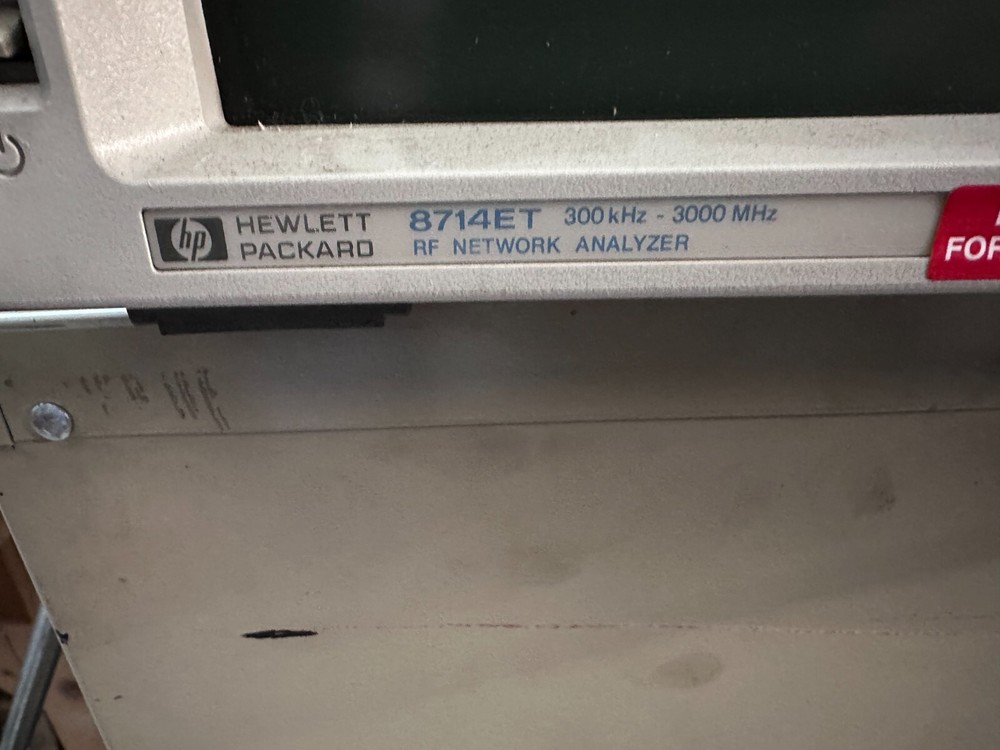 hp
HEWLETT
PACKARD
8714ET 300 kHz - 3000 MHz
RF NETWORK ANALYZER
FOR